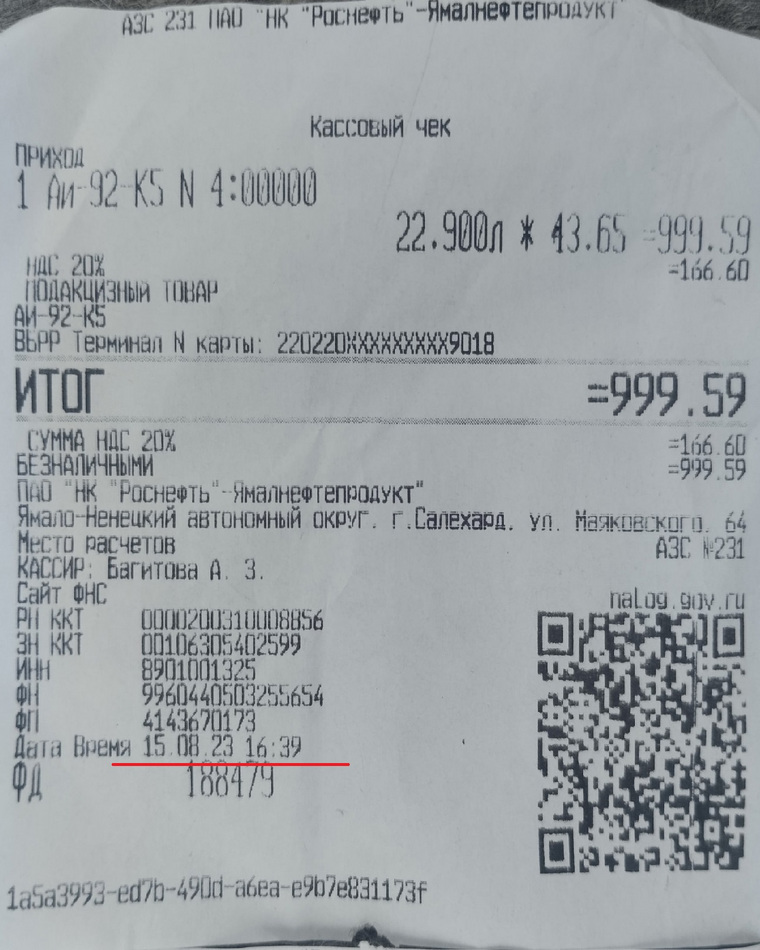 АЗС 231 ПАО "НК "Роснефть"-Ямалнефтепродукт"
Кассовый чек
ПРИХОД
1 Аи-92-К5 N 4:00000
22.900л * 43.65 =999.59
НДС 20% =166.60
ПОДАКЦИЗНЫЙ ТОВАР
АИ-92-К5
ВБРР Терминал N карты: 220220XXXXXXXXX9018
ИТОГ =999.59
СУММА НДС 20% =166.60
БЕЗНАЛИЧНЫМИ =999.59
ПАО "НК "Роснефть"-Ямалнефтепродукт"
Ямало-Ненецкий автономный округ. г.Салехард. ул. Маяковского. 64
Место расчетов АЗС №231
КАССИР: Багитова А. З.
Сайт ФНС nalog.gov.ru
РН ККТ 0000200310008856
ЗН ККТ 00106305402599
ИНН 8901001325
ФН 9960440503255654
ФП 4143670173
Дата Время 15.08.23 16:39
ФД 188479
1a5a3993-ed7b-490d-a6ea-e9b7e831173f